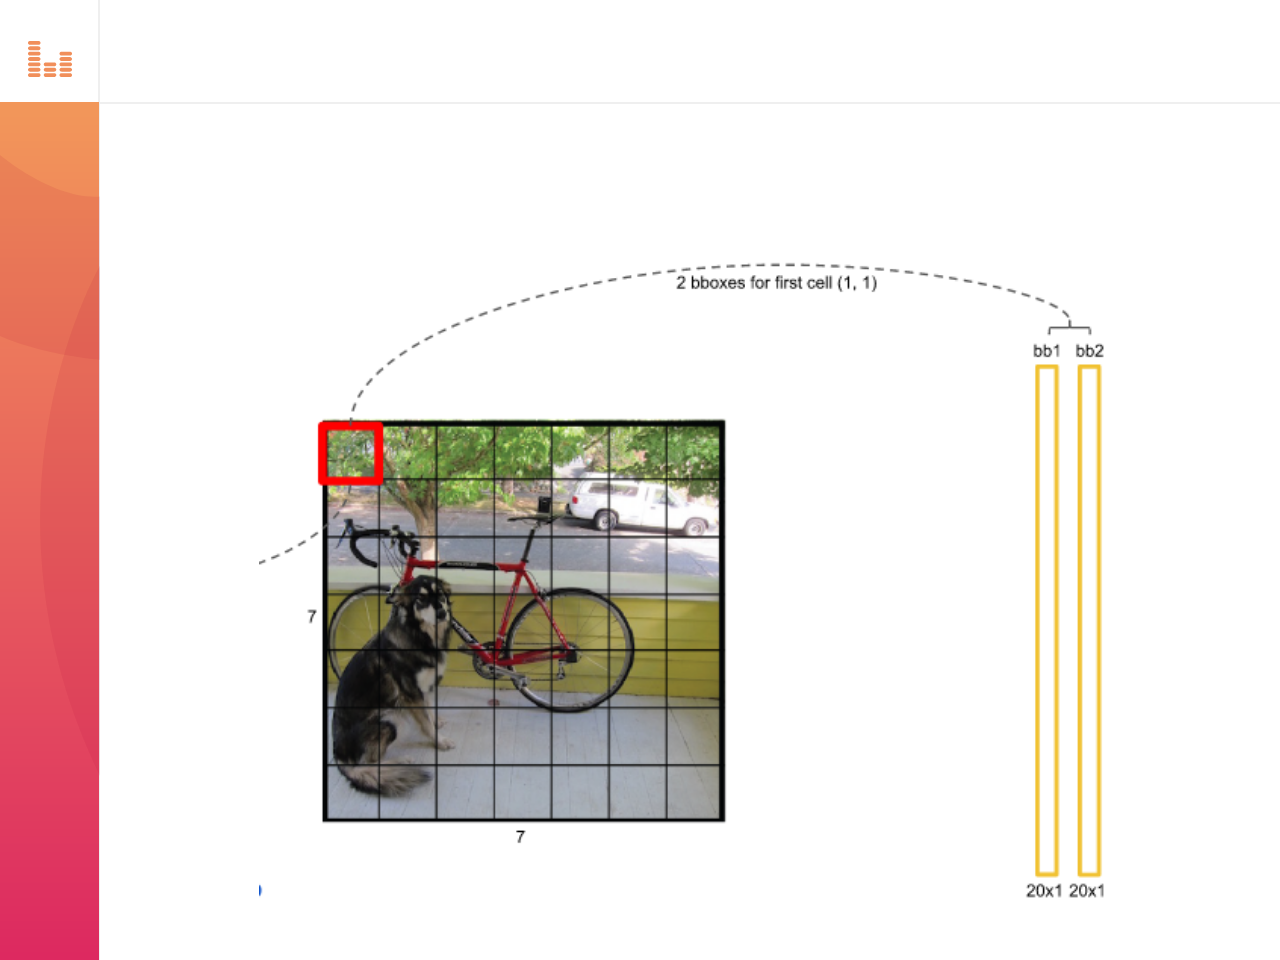 2 bboxes for first cell (1, 1)
bb1 bb2
7
7
20x1 20x1